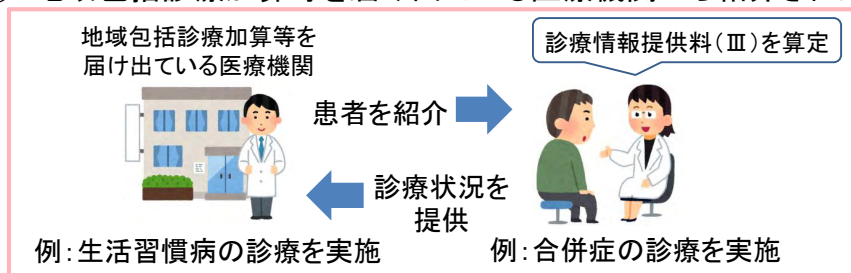 地域包括診療加算等を
届け出ている医療機関
診療情報提供料(Ⅲ)を算定
患者を紹介
診療状況を
提供
例:生活習慣病の診療を実施
例:合併症の診療を実施